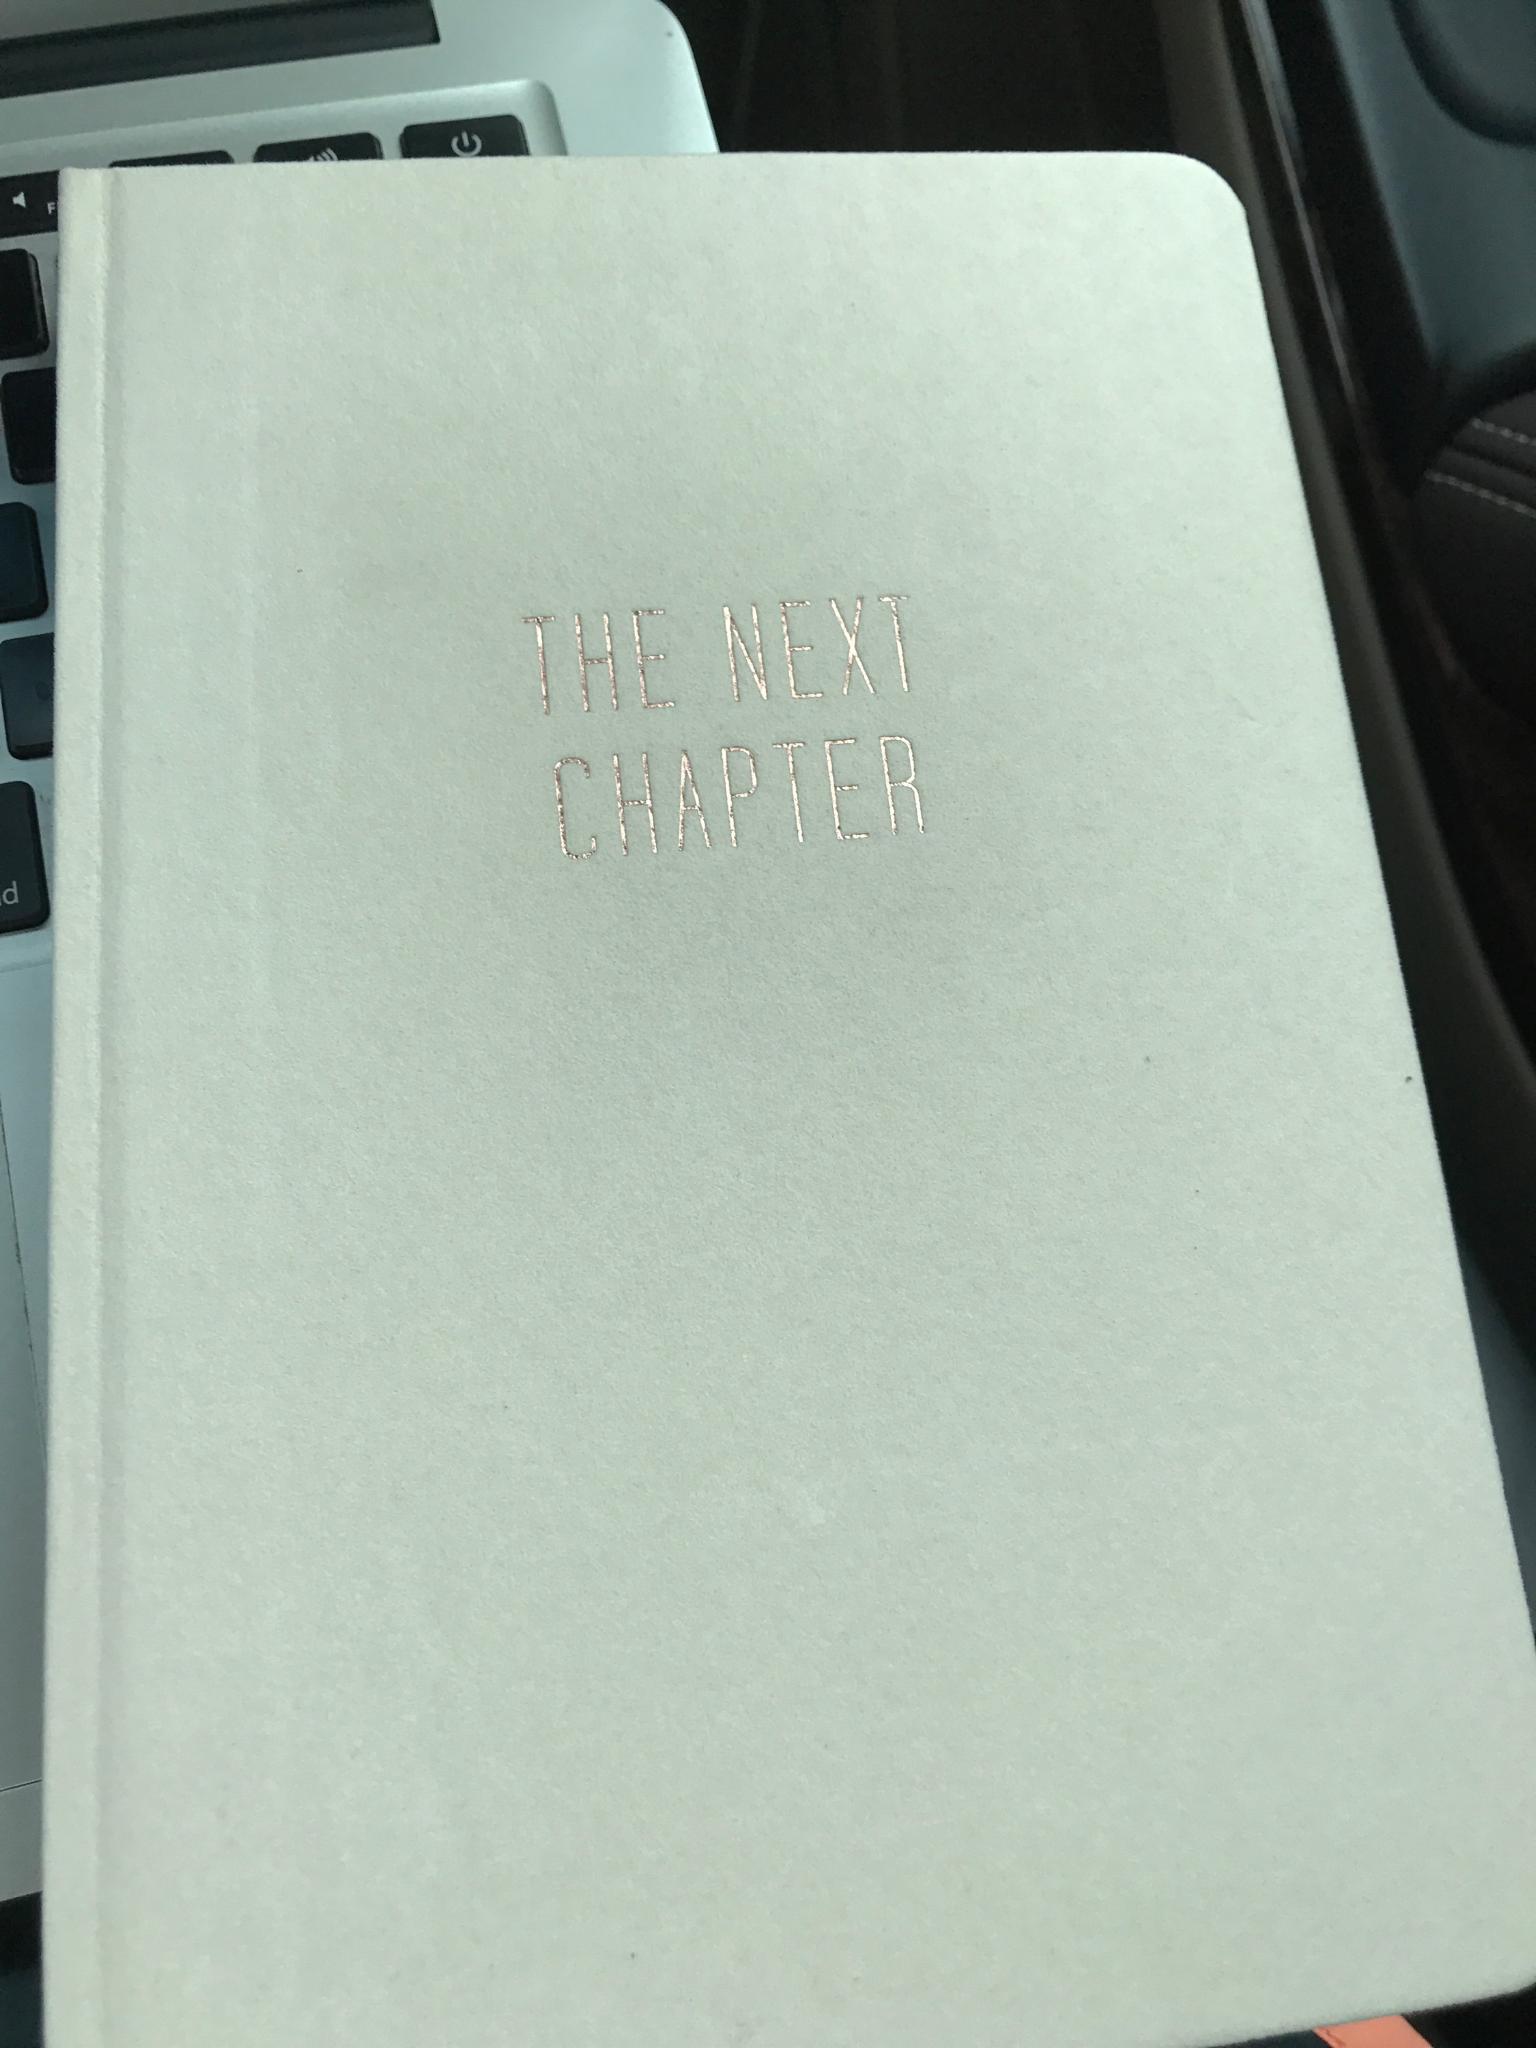 F
THE NEXT
CHAPTER